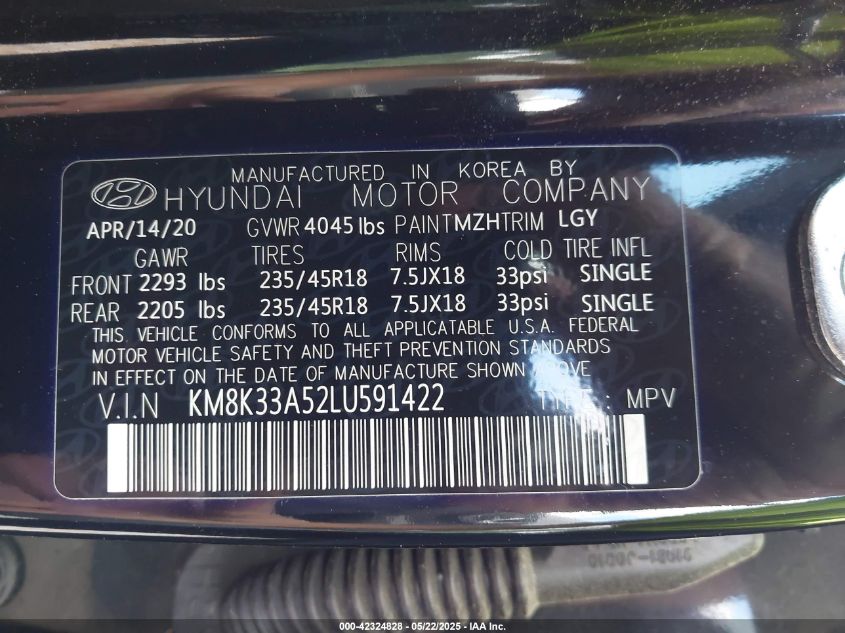 MANUFACTURED IN KOREA BY
HYUNDAI MOTOR COMPANY
APR/14/20 GVWR 4045 lbs PAINT MZH TRIM LGY
GAWR TIRES RIMS COLD TIRE INFL
FRONT 2293 lbs 235/45R18 7.5JX18 33psi SINGLE
REAR 2205 lbs 235/45R18 7.5JX18 33psi SINGLE
THIS VEHICLE CONFORMS TO ALL APPLICATABLE U.S.A. FEDERAL
MOTOR VEHICLE SAFETY AND THEFT PREVENTION STANDARDS
IN EFFECT ON THE DATE OF MANUFACTURE SHOWN ABOVE
V.I.N KM8K33A52LU591422 TYPE : MPV
000-42324828 - 05/22/2025 - IAA Inc.